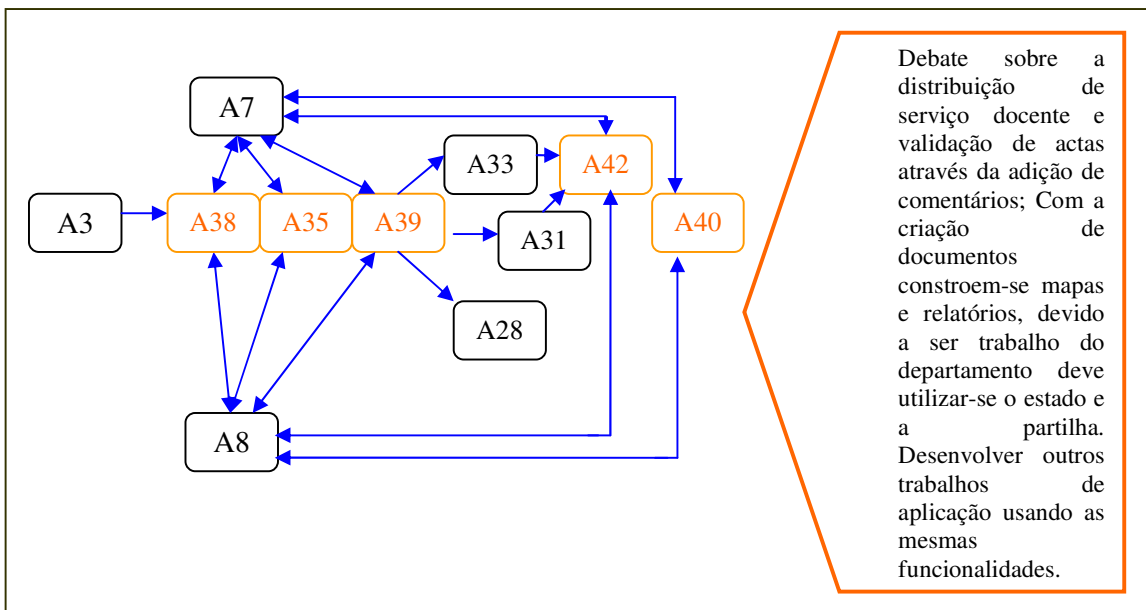 A7
A33
A42
A3
A38
A35
A39
A31
A40
A28
A8
Debate sobre a
distribuição de
serviço docente e
validação de actas
através da adição de
comentários; Com a
criação de
documentos
constroem-se mapas
e relatórios, devido
a ser trabalho do
departamento deve
utilizar-se o estado e
a partilha.
Desenvolver outros
trabalhos de
aplicação usando as
mesmas
funcionalidades.